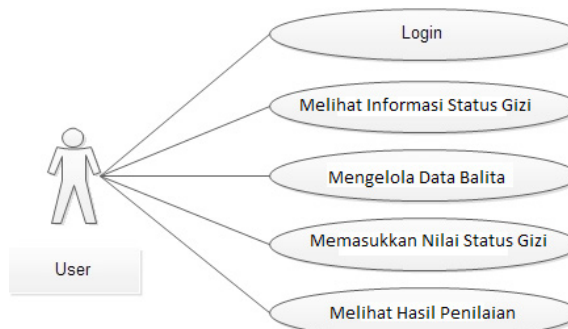 Login
Melihat Informasi Status Gizi
Mengelola Data Balita
Memasukkan Nilai Status Gizi
User
Melihat Hasil Penilaian